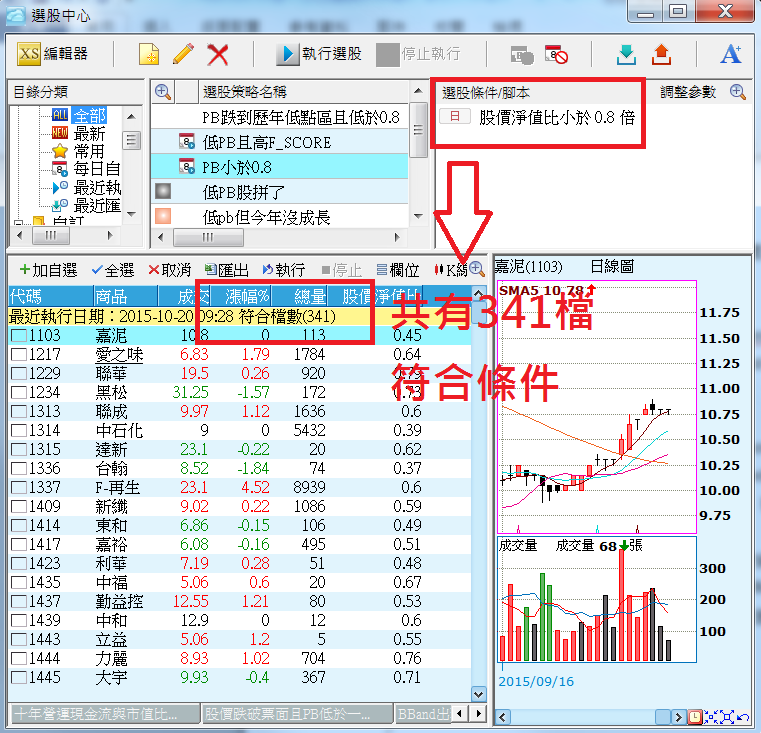 選股中心
XS 編輯器
執行選股
停止執行
A+
目錄分類
ALL 全部
NEW 最新
常用
每日自
最近執
最近匯
自訂
選股策略名稱
PB跌到歷年低點區且低於0.8
低PB且高F_SCORE
PB小於0.8
低PB股拼了
低pb但今年沒成長
選股條件/腳本
調整參數
日 股價淨值比小於 0.8 倍
+加自選 全選 取消 匯出 執行 停止 欄位 K線
代碼 商品 成交 漲幅% 總量 股價淨值比
最近執行日期：2015-10-20 09:28 符合檔數(341)
共有341檔
符合條件
1103 嘉泥 10.8 0 113 0.45
1217 愛之味 6.83 1.79 1784 0.64
1229 聯華 19.5 0.26 920 0.79
1234 黑松 31.25 -1.57 172 0.73
1313 聯成 9.97 1.12 1636 0.6
1314 中石化 9 0 5432 0.39
1315 達新 23.1 -0.22 20 0.62
1336 台翰 8.52 -1.84 74 0.37
1337 F-再生 23.1 4.52 8939 0.6
1409 新纖 9.02 0.22 1086 0.59
1414 東和 6.86 -0.15 106 0.49
1417 嘉裕 6.08 -0.16 495 0.51
1423 利華 7.19 0.28 51 0.48
1435 中福 5.06 0.6 20 0.67
1437 勤益控 12.55 1.21 80 0.53
1439 中和 12.9 0 12 0.6
1443 立益 5.06 1.2 5 0.55
1444 力麗 8.93 1.02 704 0.76
1445 大宇 9.93 -0.4 367 0.71
十年營運現金流與市值比...
股價跌破票面且PB低於一...
BBand出
嘉泥(1103) 日線圖
SMA5 10.78
11.75
11.50
11.25
11.00
10.75
10.50
10.25
10.00
9.75
成交量 成交量 68 張
300
200
100
2015/09/16